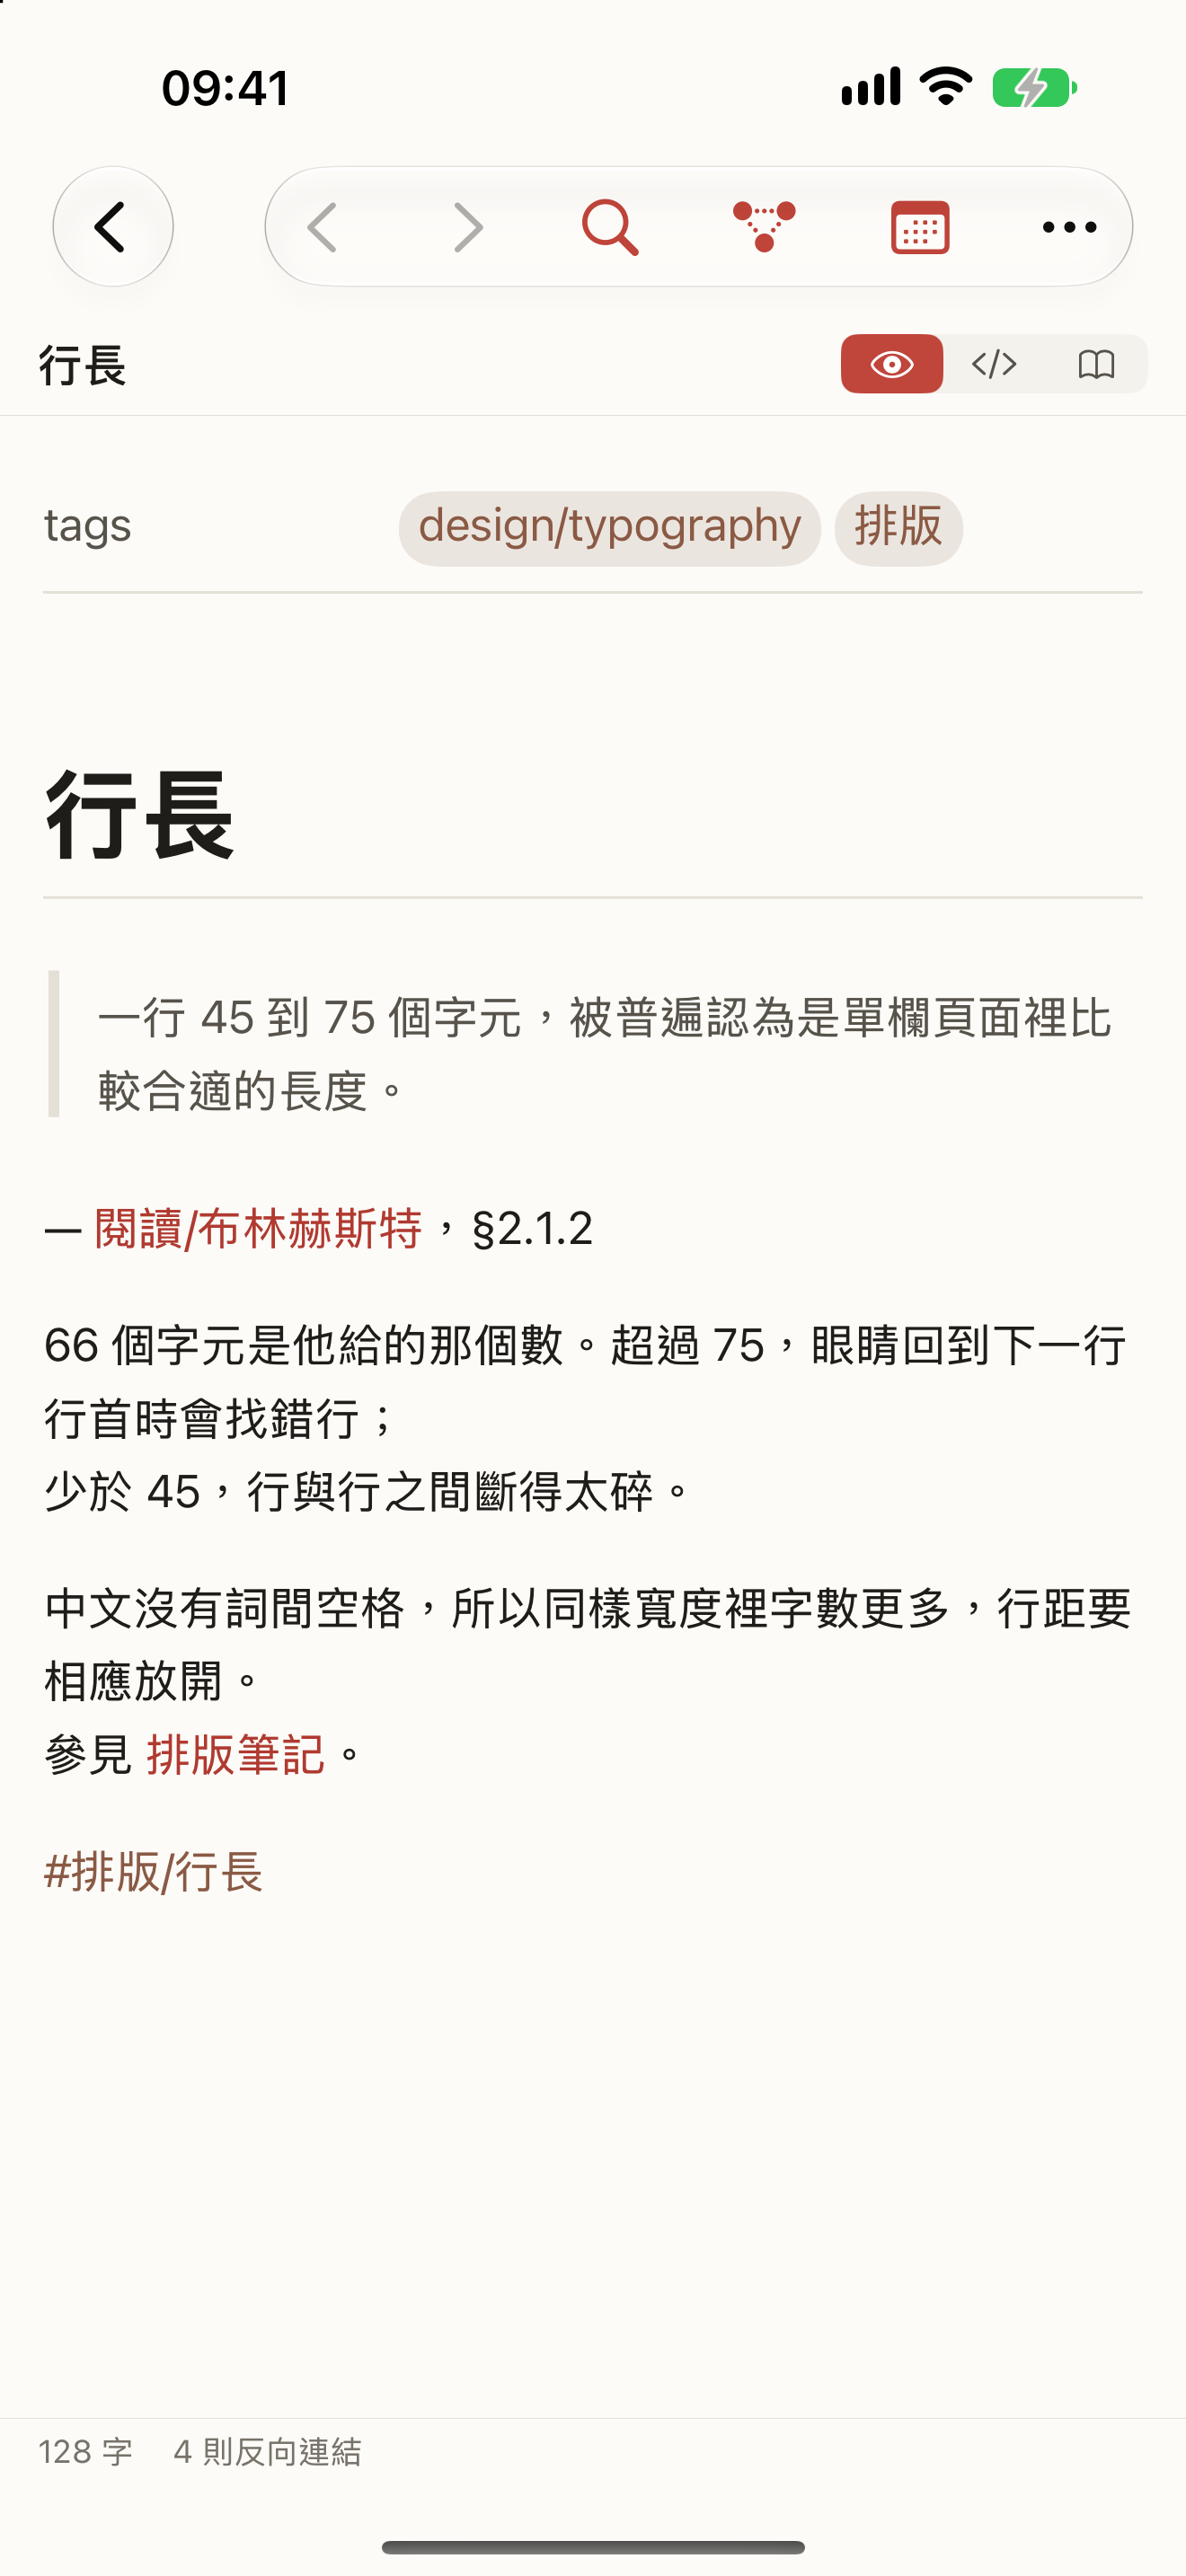 09:41
行長
tags design/typography 排版
行長
一行 45 到 75 個字元，被普遍認為是單欄頁面裡比
較合適的長度。
— 閱讀/布林赫斯特，§2.1.2
66 個字元是他給的那個數。超過 75，眼睛回到下一行
行首時會找錯行；
少於 45，行與行之間斷得太碎。
中文沒有詞間空格，所以同樣寬度裡字數更多，行距要
相應放開。
參見 排版筆記。
#排版/行長
128 字 4 則反向連結